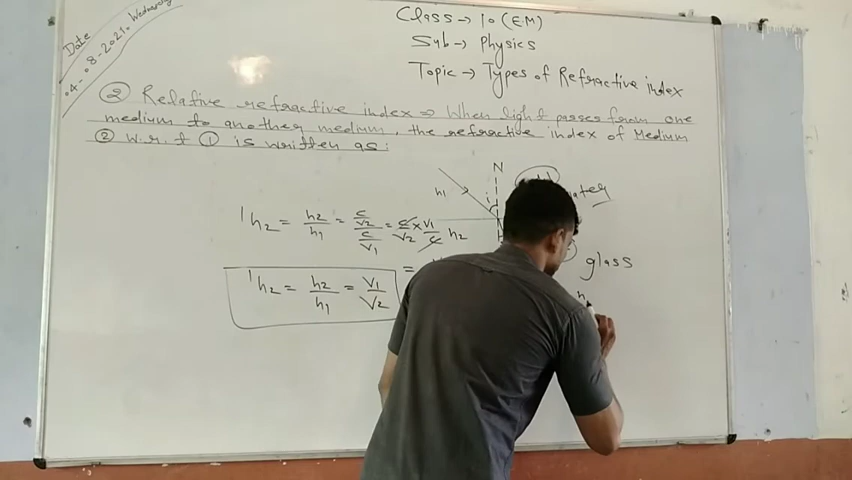 Date
04-08-2021. Wednesday
Class → 10 (E.M)
Sub → Physics
Topic → Types of Refractive index
② Relative refractive index ⇒ When light passes from one
medium to another medium, the refractive index of Medium
② w.r.t ① is written as:
N
n1
i
water
¹n2 = n2/n1 = (c/v2)/(c/v1) = c/v2 × v1/c
n2
glass
¹n2 = n2/n1 = v1/v2
=
n